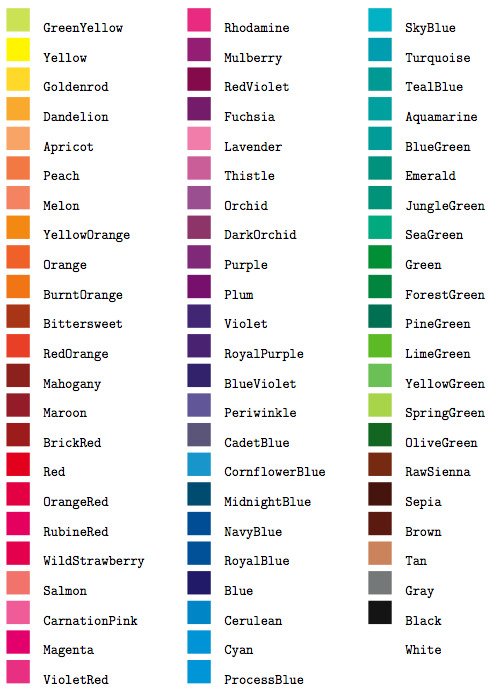 GreenYellow
Yellow
Goldenrod
Dandelion
Apricot
Peach
Melon
YellowOrange
Orange
BurntOrange
Bittersweet
RedOrange
Mahogany
Maroon
BrickRed
Red
OrangeRed
RubineRed
WildStrawberry
Salmon
CarnationPink
Magenta
VioletRed
Rhodamine
Mulberry
RedViolet
Fuchsia
Lavender
Thistle
Orchid
DarkOrchid
Purple
Plum
Violet
RoyalPurple
BlueViolet
Periwinkle
CadetBlue
CornflowerBlue
MidnightBlue
NavyBlue
RoyalBlue
Blue
Cerulean
Cyan
ProcessBlue
SkyBlue
Turquoise
TealBlue
Aquamarine
BlueGreen
Emerald
JungleGreen
SeaGreen
Green
ForestGreen
PineGreen
LimeGreen
YellowGreen
SpringGreen
OliveGreen
RawSienna
Sepia
Brown
Tan
Gray
Black
White